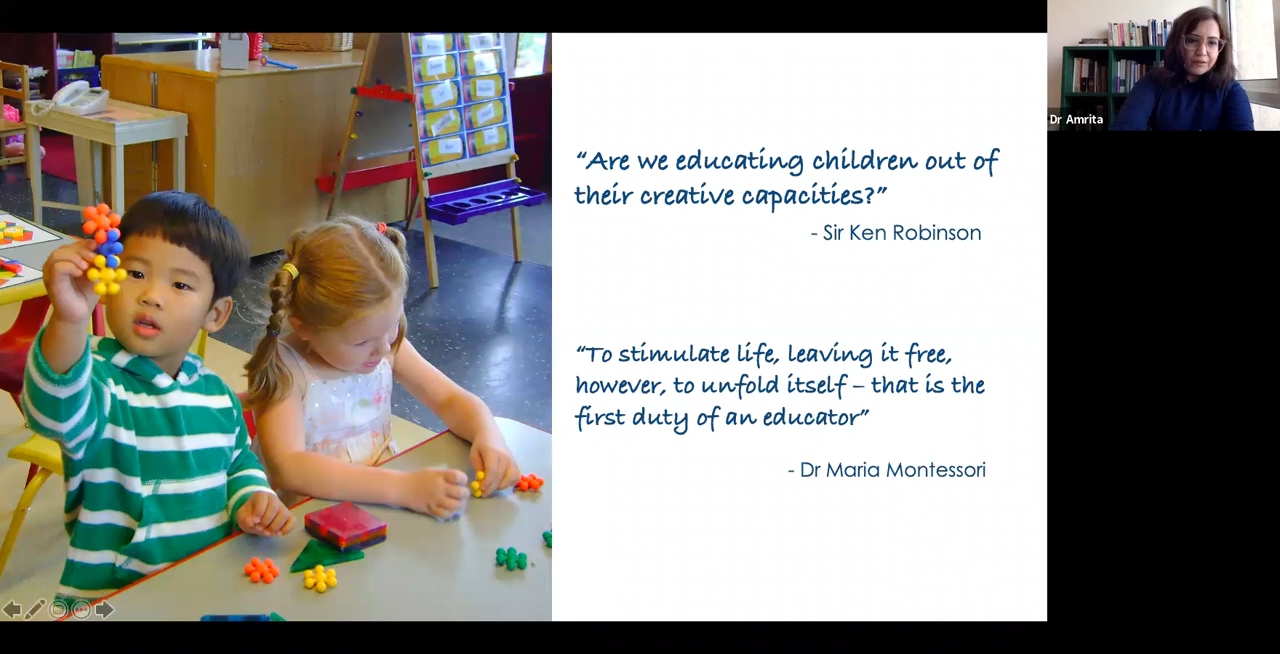 “Are we educating children out of
their creative capacities?”
- Sir Ken Robinson
“To stimulate life, leaving it free,
however, to unfold itself – that is the
first duty of an educator”
- Dr Maria Montessori
Dr Amrita